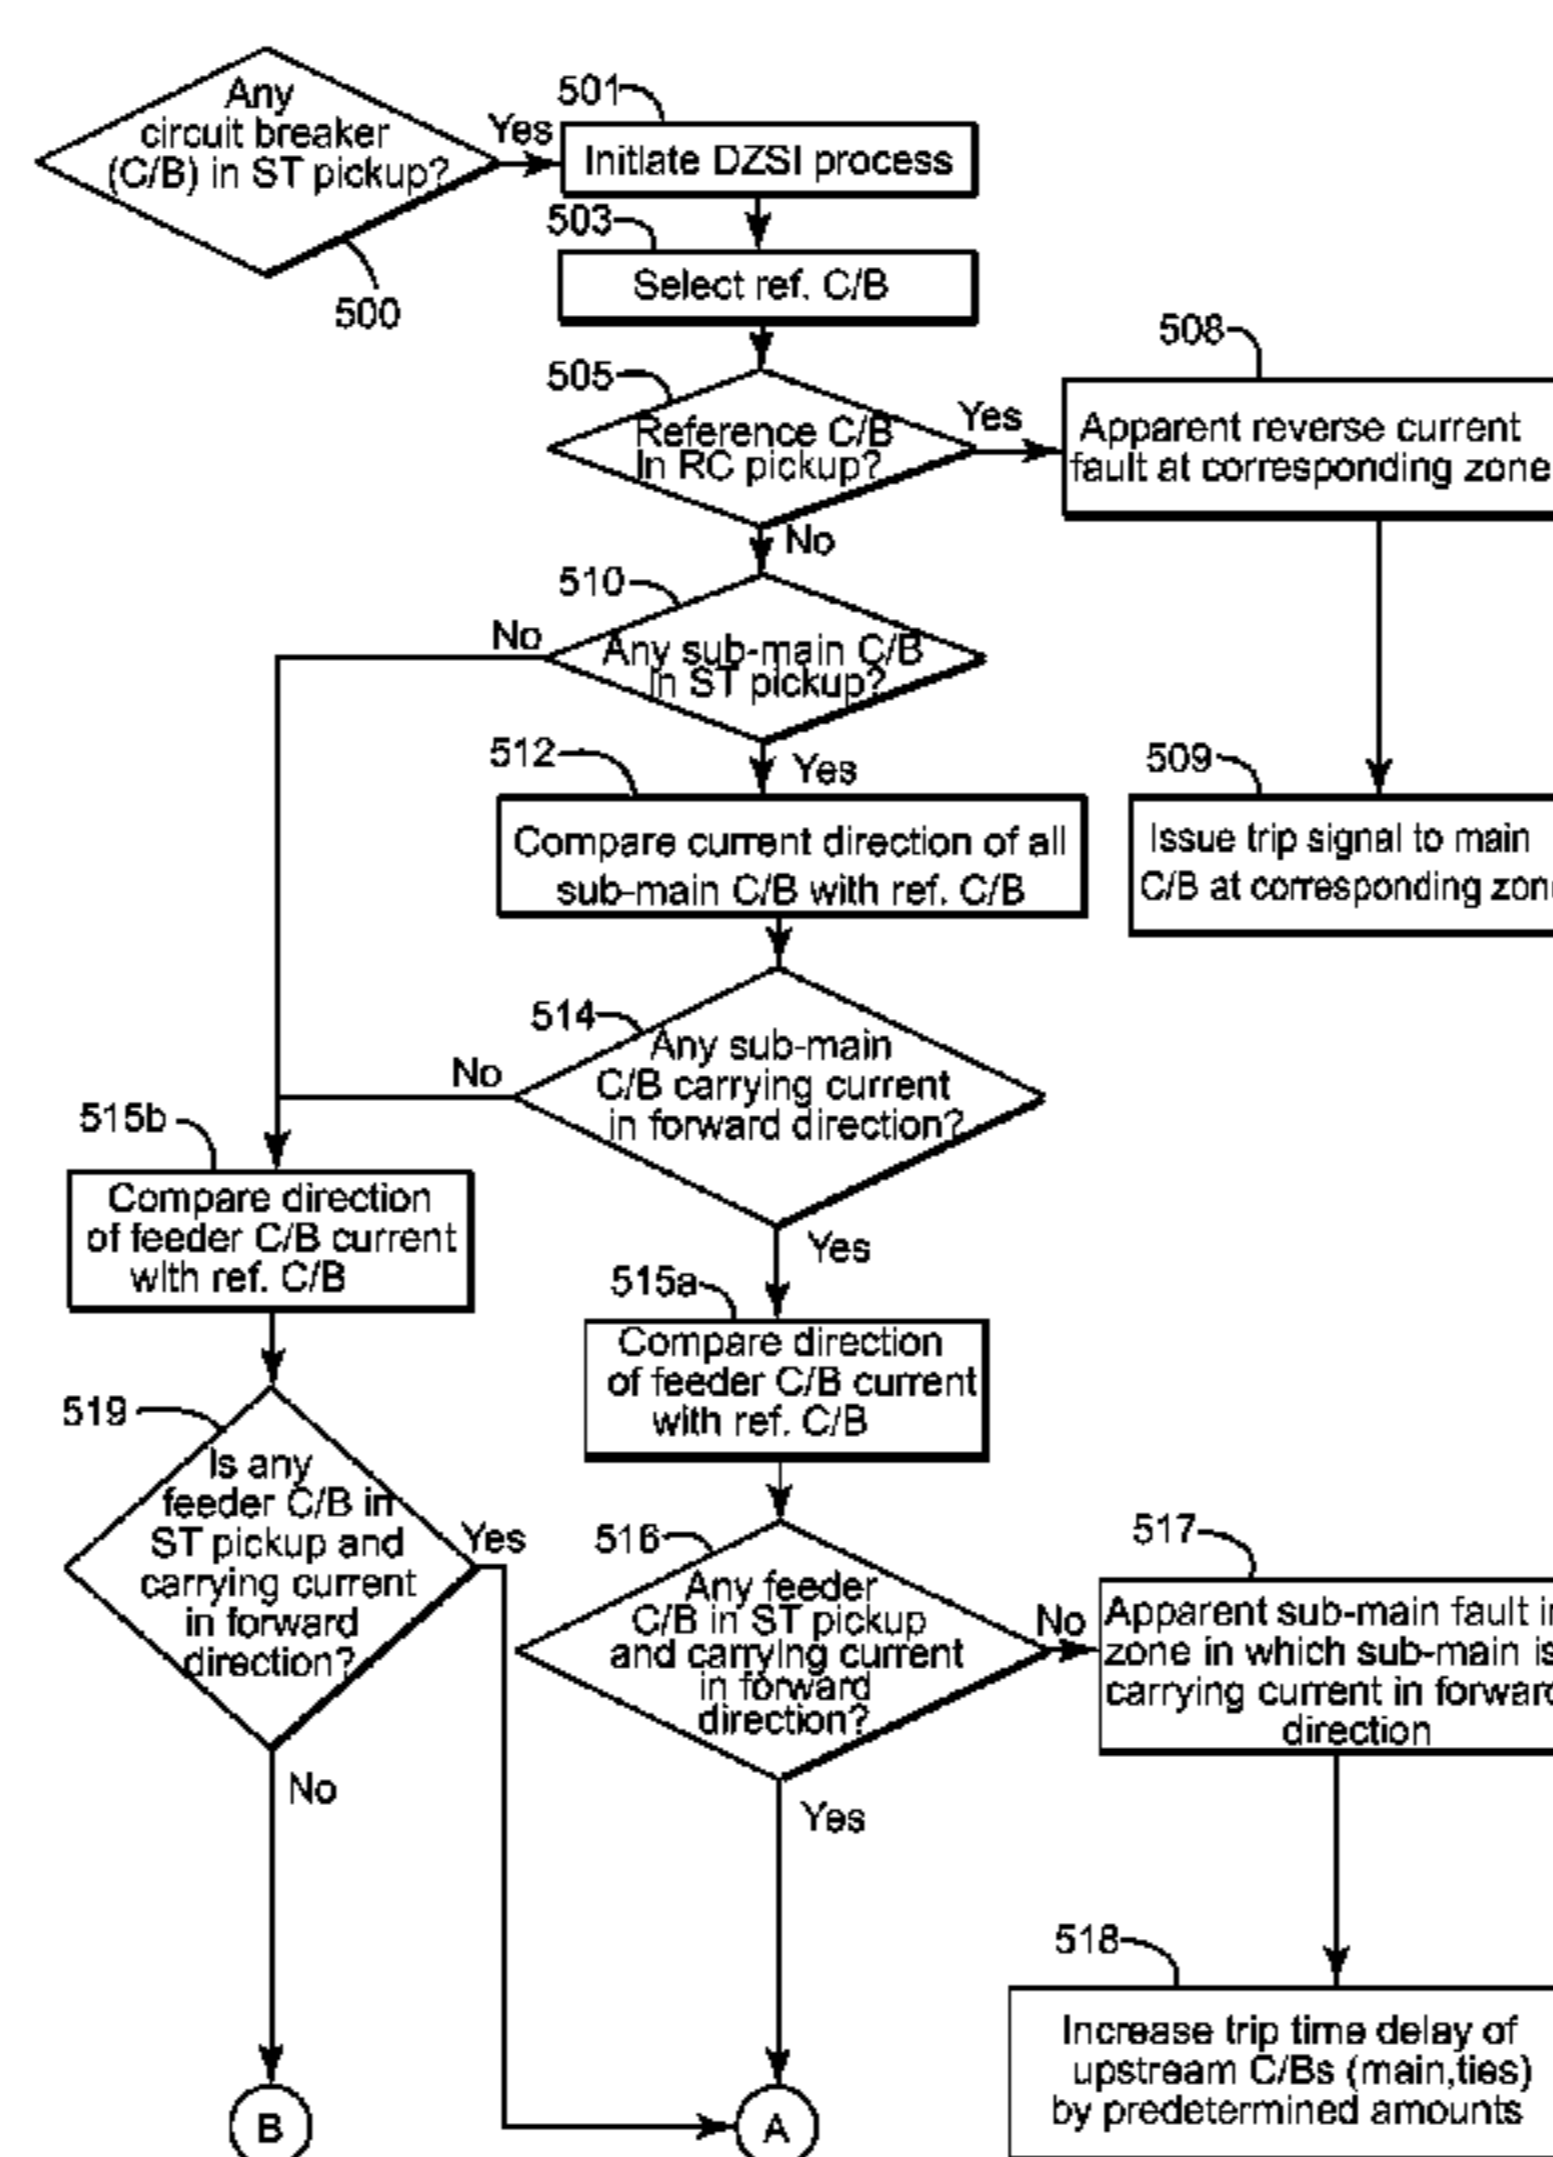 Any
circuit breaker
(C/B) in ST pickup?
500
Yes
501
Initiate DZSI process
503
Select ref. C/B
505
Reference C/B
In RC pickup?
Yes
508
Apparent reverse current
fault at corresponding zone
509
Issue trip signal to main
C/B at corresponding zone
No
510
Any sub-main C/B
In ST pickup?
No
Yes
512
Compare current direction of all
sub-main C/B with ref. C/B
514
Any sub-main
C/B carrying current
in forward direction?
No
Yes
515b
Compare direction
of feeder C/B current
with ref. C/B
515a
Compare direction
of feeder C/B current
with ref. C/B
519
Is any
feeder C/B in
ST pickup and
carrying current
in forward
direction?
Yes
No
516
Any feeder
C/B in ST pickup
and carrying current
in forward
direction?
No
Yes
517
Apparent sub-main fault in
zone in which sub-main is
carrying current in forward
direction
518
Increase trip time delay of
upstream C/Bs (main,ties)
by predetermined amounts
B
A